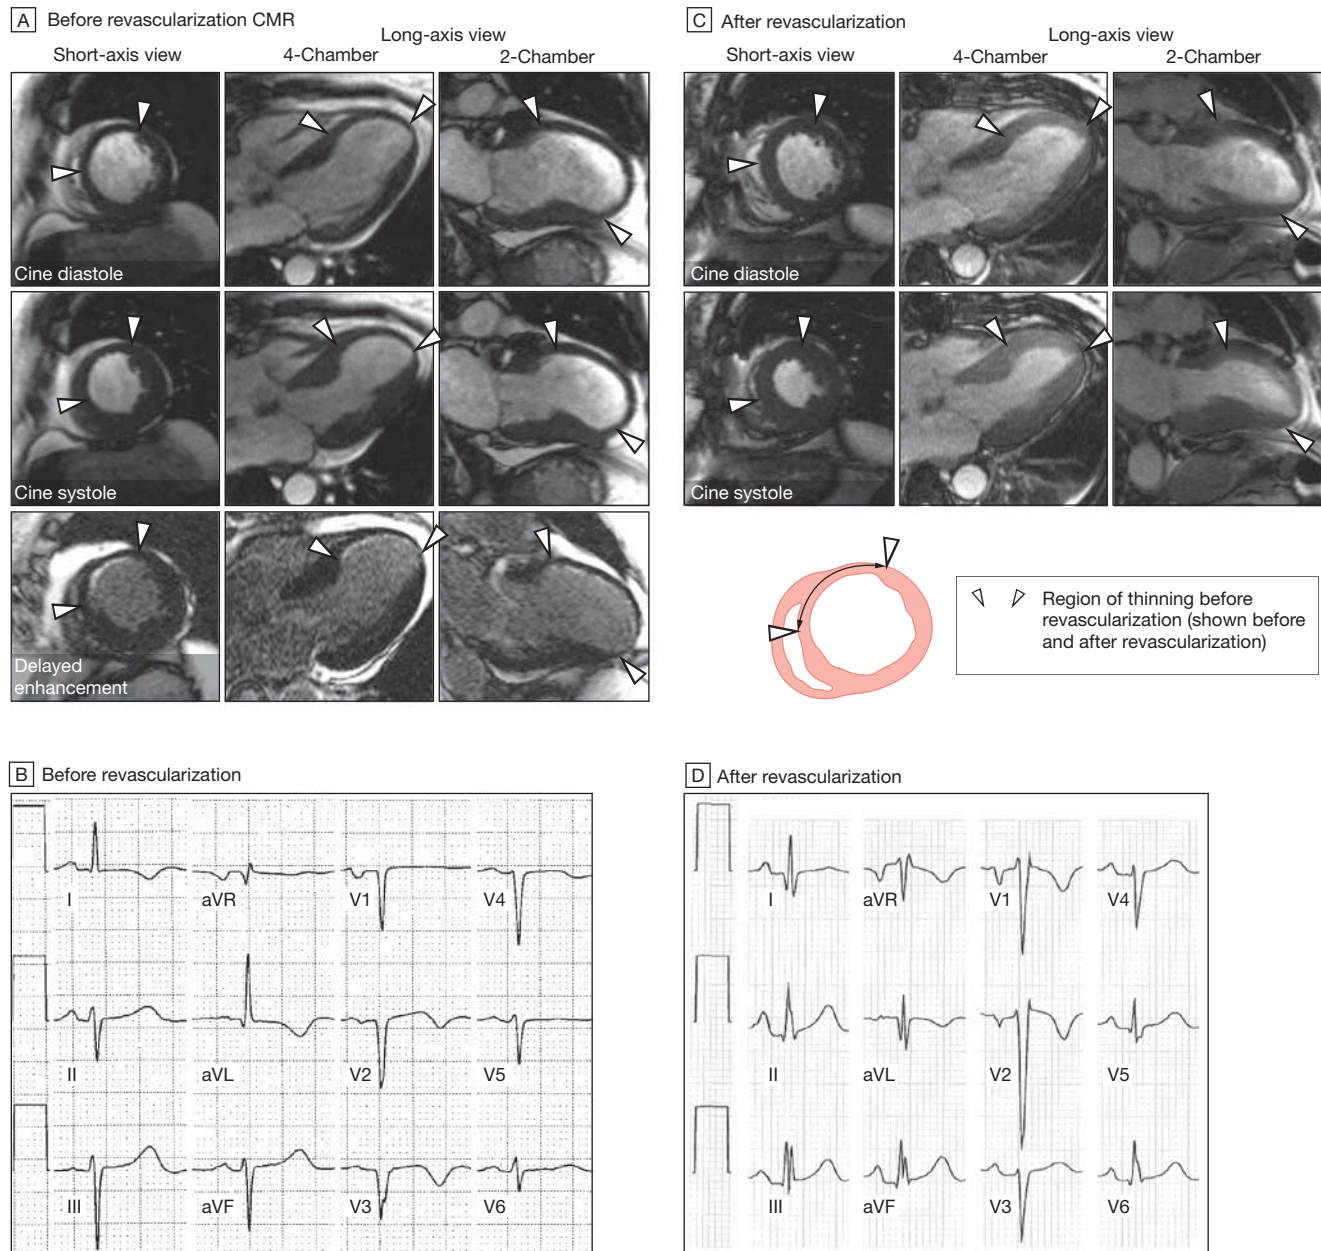 A Before revascularization CMR
Long-axis view
Short-axis view 4-Chamber 2-Chamber
Cine diastole
Cine systole
Delayed
enhancement
C After revascularization
Long-axis view
Short-axis view 4-Chamber 2-Chamber
Cine diastole
Cine systole
Region of thinning before
revascularization (shown before
and after revascularization)
B Before revascularization
I aVR V1 V4
II aVL V2 V5
III aVF V3 V6
D After revascularization
I aVR V1 V4
II aVL V2 V5
III aVF V3 V6